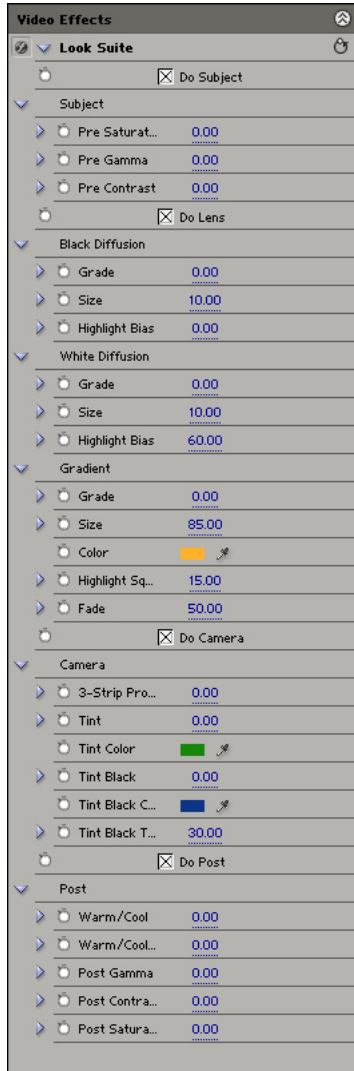 Video Effects
Look Suite
Do Subject
Subject
Pre Saturat... 0.00
Pre Gamma 0.00
Pre Contrast 0.00
Do Lens
Black Diffusion
Grade 0.00
Size 10.00
Highlight Bias 0.00
White Diffusion
Grade 0.00
Size 10.00
Highlight Bias 60.00
Gradient
Grade 0.00
Size 85.00
Color
Highlight Sq... 15.00
Fade 50.00
Do Camera
Camera
3-Strip Pro... 0.00
Tint 0.00
Tint Color
Tint Black 0.00
Tint Black C...
Tint Black T... 30.00
Do Post
Post
Warm/Cool 0.00
Warm/Cool... 0.00
Post Gamma 0.00
Post Contra... 0.00
Post Satura... 0.00